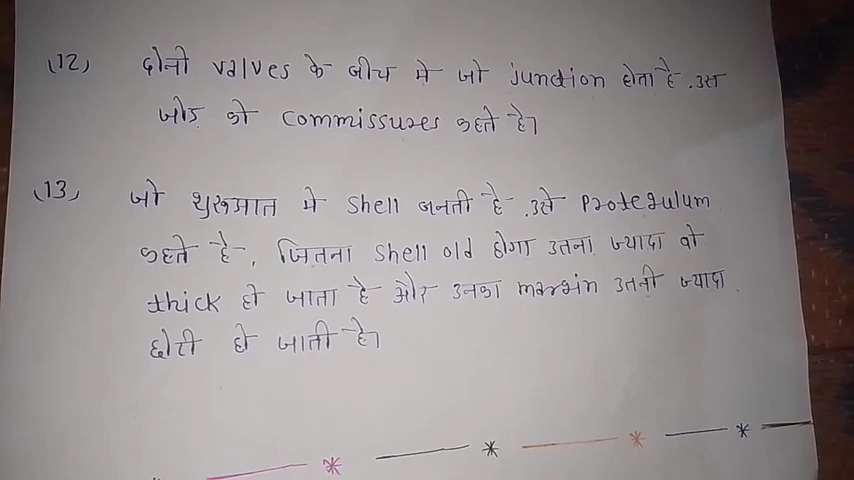 (12) दोनो valves के बीच मे जो junction होता है. उस
जोड को commissures कहते है।
(13) जो शुरूआत मे shell बनती है. उसे Protegulum
कहते है, जितना shell old होगा उतना ज्यादा वो
thick हो जाता है और उनका margin उतनी ज्यादा
छोटी हो जाती है।